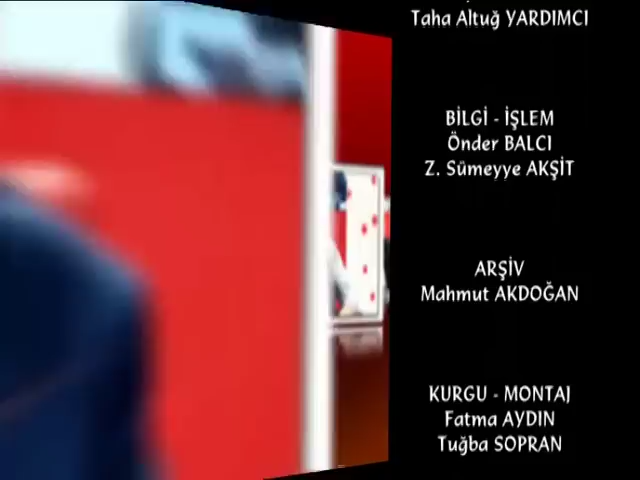 Taha Altuğ YARDIMCI
BİLGİ - İŞLEM
Önder BALCI
Z. Sümeyye AKŞİT
ARŞİV
Mahmut AKDOĞAN
KURGU - MONTAJ
Fatma AYDIN
Tuğba SOPRAN